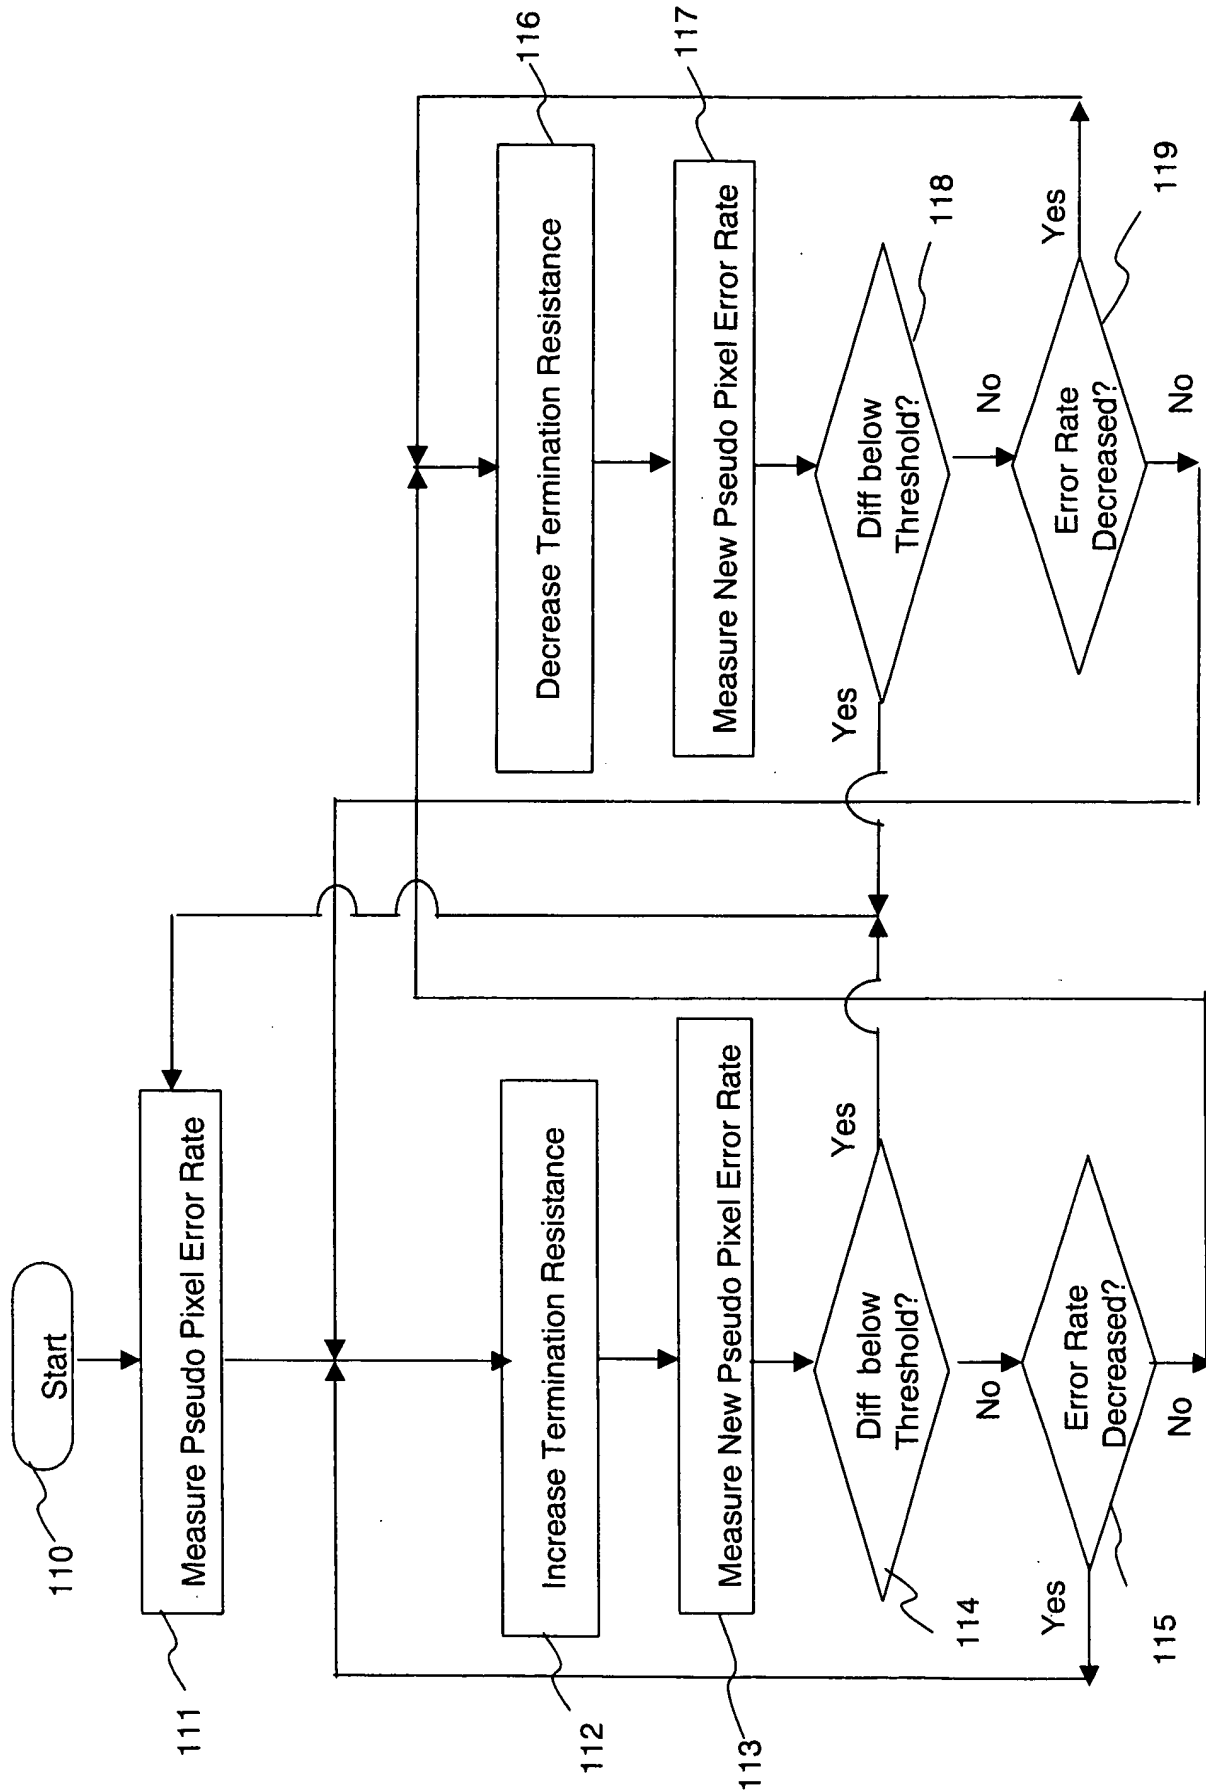 Start
110
Measure Pseudo Pixel Error Rate
111
Increase Termination Resistance
112
Measure New Pseudo Pixel Error Rate
113
Diff below
Threshold?
114
Yes
No
Error Rate
Decreased?
115
Yes
No
Decrease Termination Resistance
116
Measure New Pseudo Pixel Error Rate
117
Diff below
Threshold?
118
Yes
No
Error Rate
Decreased?
119
Yes
No